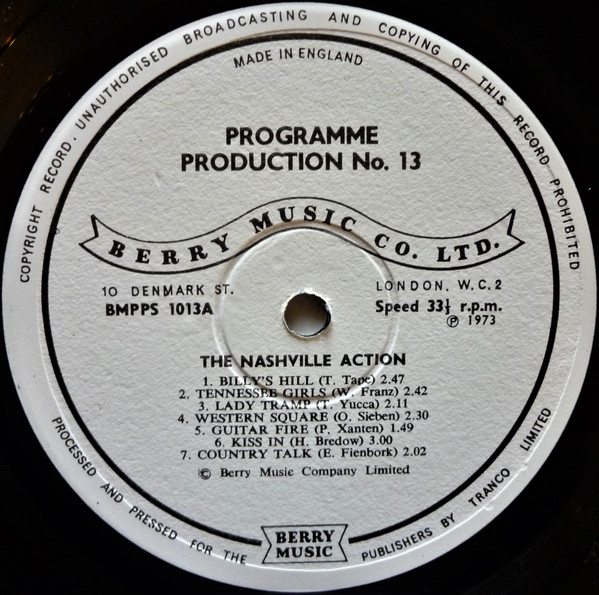 COPYRIGHT RECORD. UNAUTHORISED BROADCASTING AND COPYING OF THIS RECORD PROHIBITED
MADE IN ENGLAND
PROGRAMME
PRODUCTION No. 13
BERRY MUSIC CO. LTD.
10 DENMARK ST.
LONDON, W.C.2
BMPPS 1013A
Speed 33⅓ r.p.m.
Ⓟ 1973
THE NASHVILLE ACTION
1. BILLY'S HILL (T. Tape) 2.47
2. TENNESSEE GIRLS (W. Franz) 2.42
3. LADY TRAMP (T. Yucca) 2.11
4. WESTERN SQUARE (O. Sieben) 2.30
5. GUITAR FIRE (P. Xanten) 1.49
6. KISS IN (H. Bredow) 3.00
7. COUNTRY TALK (E. Fienbork) 2.02
© Berry Music Company Limited
BERRY
MUSIC
PROCESSED AND PRESSED FOR THE PUBLISHERS BY TRANCO LIMITED